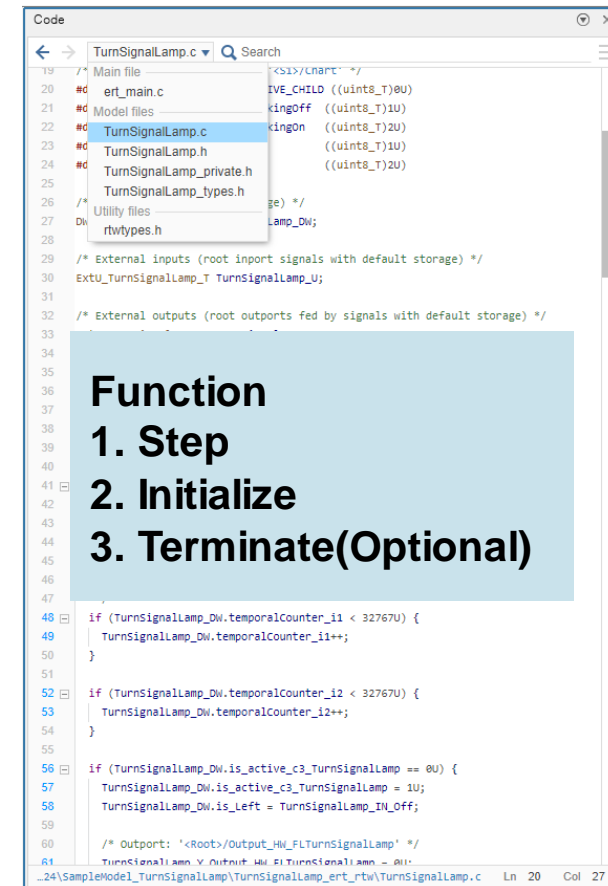 Code
TurnSignalLamp.c Search
19 /* '<S1>/Chart' */
20 #d IVE_CHILD ((uint8_T)0U)
21 #d kingOff ((uint8_T)1U)
22 #d kingOn ((uint8_T)2U)
23 #d ((uint8_T)1U)
24 #d ((uint8_T)2U)
25
26 /* ge) */
27 DW Lamp_DW;
28
Main file
ert_main.c
Model files
TurnSignalLamp.c
TurnSignalLamp.h
TurnSignalLamp_private.h
TurnSignalLamp_types.h
Utility files
rtwtypes.h
29 /* External inputs (root inport signals with default storage) */
30 ExtU_TurnSignalLamp_T TurnSignalLamp_U;
31
32 /* External outputs (root outports fed by signals with default storage) */
33
34
35
36
37
38
39
40
41
42
43
44
45
46
47
Function
1. Step
2. Initialize
3. Terminate(Optional)
48 if (TurnSignalLamp_DW.temporalCounter_i1 < 32767U) {
49 TurnSignalLamp_DW.temporalCounter_i1++;
50 }
51
52 if (TurnSignalLamp_DW.temporalCounter_i2 < 32767U) {
53 TurnSignalLamp_DW.temporalCounter_i2++;
54 }
55
56 if (TurnSignalLamp_DW.is_active_c3_TurnSignalLamp == 0U) {
57 TurnSignalLamp_DW.is_active_c3_TurnSignalLamp = 1U;
58 TurnSignalLamp_DW.is_Left = TurnSignalLamp_IN_Off;
59
60 /* Outport: '<Root>/Output_HW_FLTurnSignalLamp' */
61 TurnSignalLamp_Y.Output_HW_FLTurnSignalLamp = 0U;
…24\SampleModel_TurnSignalLamp\TurnSignalLamp_ert_rtw\TurnSignalLamp.c Ln 20 Col 27